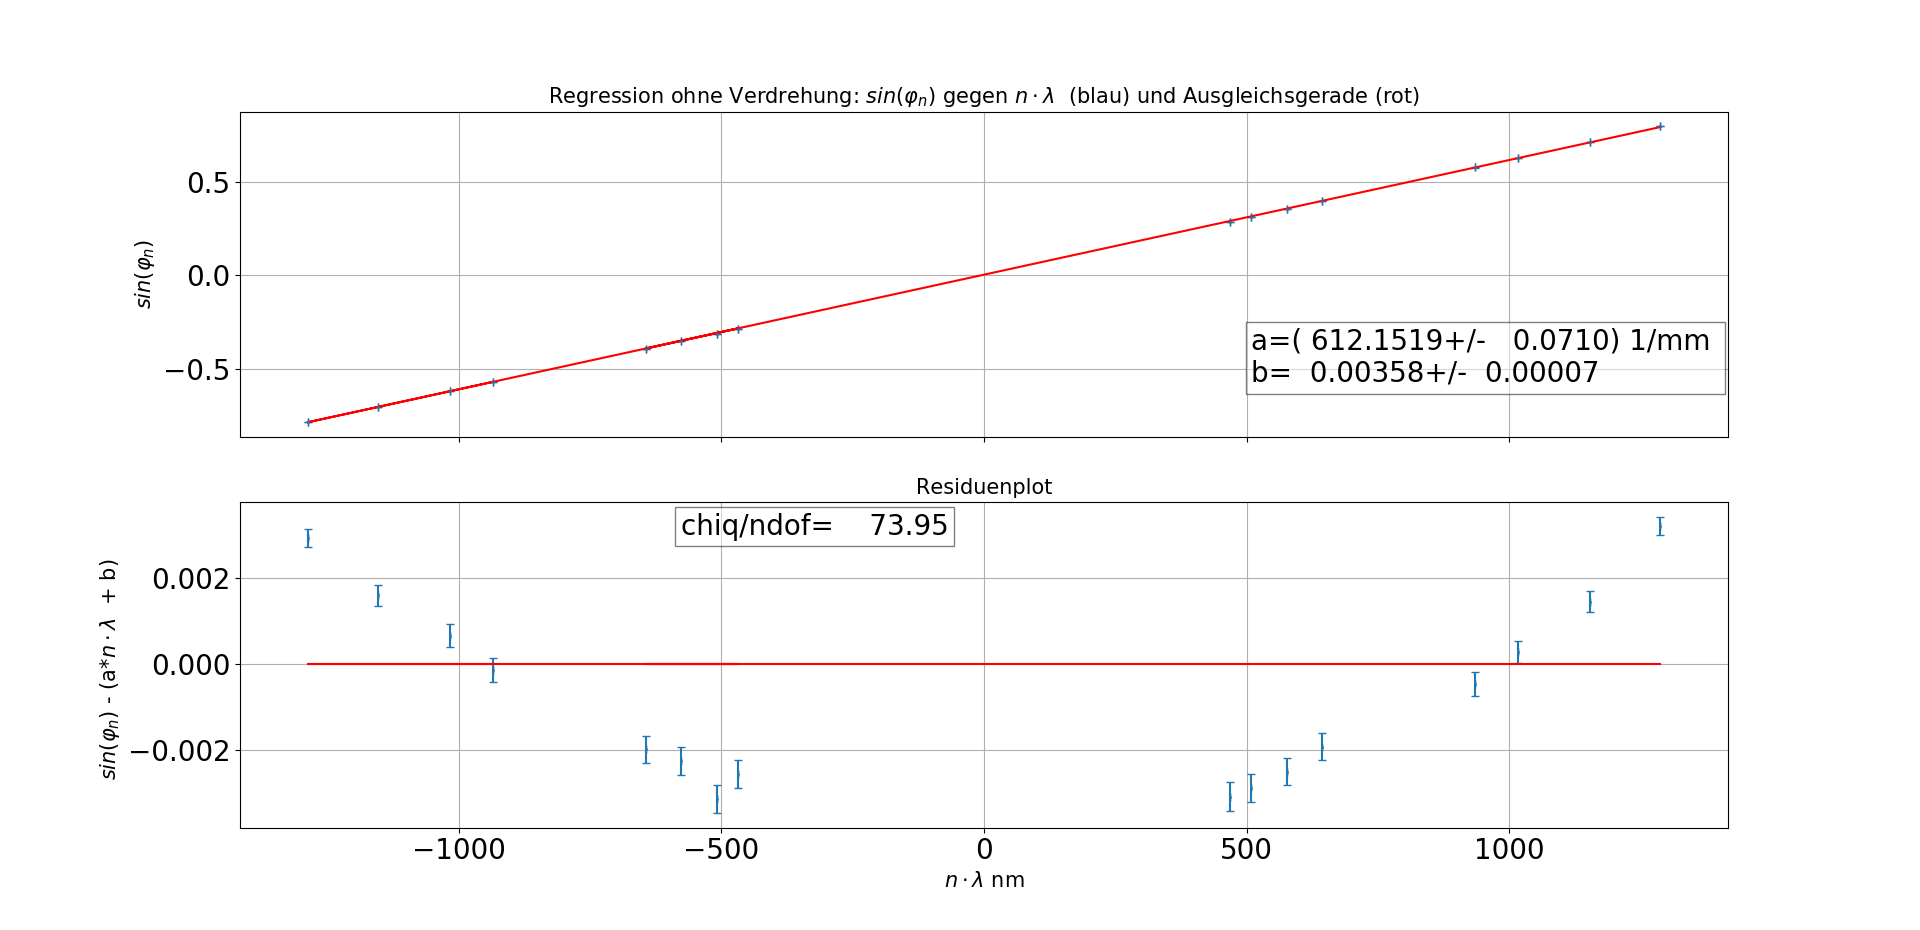 Regression ohne Verdrehung: sin(φn) gegen n · λ  (blau) und Ausgleichsgerade (rot)
sin(φn)
0.5
0.0
−0.5
a=( 612.1519+/-   0.0710) 1/mm
b=  0.00358+/-  0.00007
Residuenplot
chiq/ndof=    73.95
sin(φn) - (a*n · λ  + b)
0.002
0.000
−0.002
−1000 −500 0 500 1000
n · λ nm